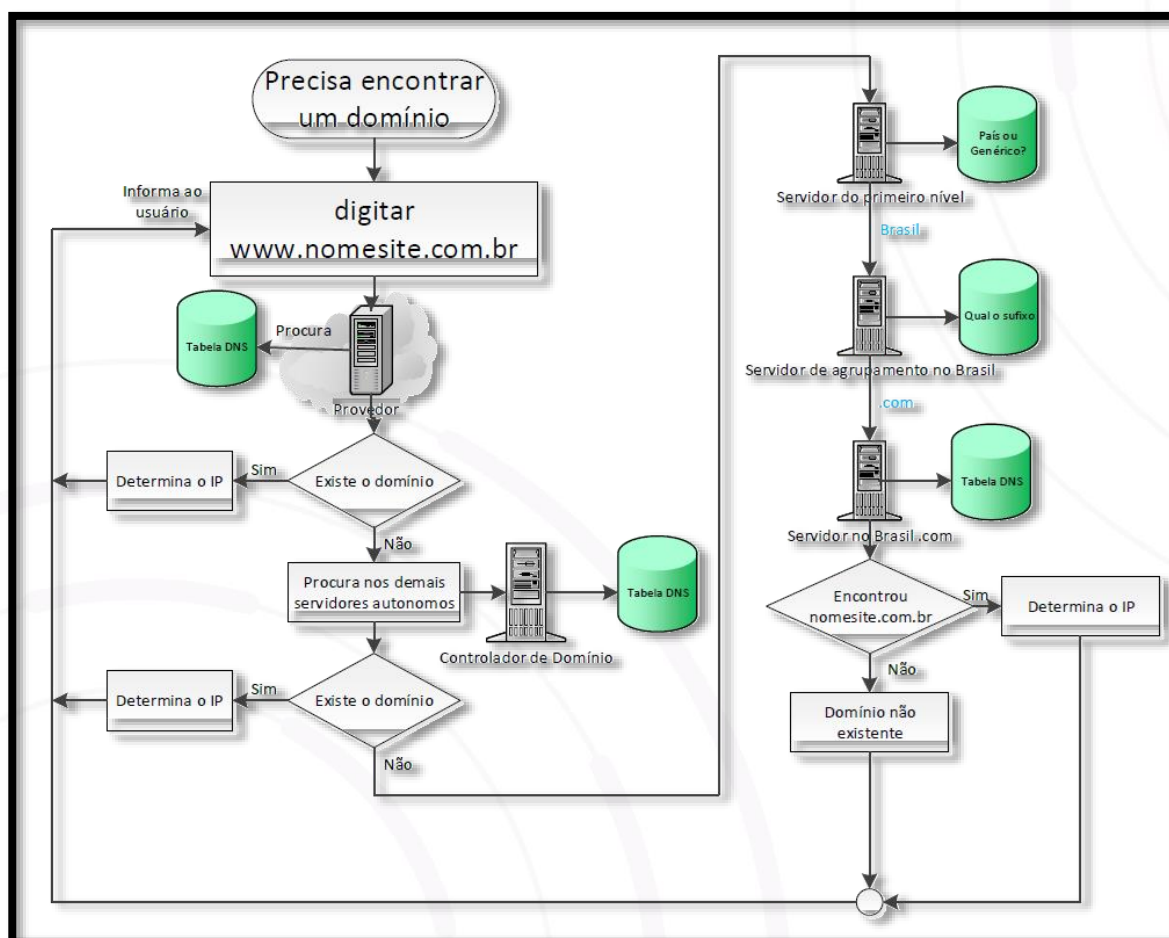 Precisa encontrar
um domínio
Informa ao
usuário
digitar
www.nomesite.com.br
Procura
Tabela DNS
Provedor
Existe o domínio
Sim
Determina o IP
Não
Procura nos demais
servidores autonomos
Controlador de Domínio
Tabela DNS
Existe o domínio
Sim
Determina o IP
Não
País ou
Genérico?
Servidor do primeiro nível
Brasil
Qual o sufixo
Servidor de agrupamento no Brasil
.com
Tabela DNS
Servidor no Brasil .com
Encontrou
nomesite.com.br
Sim
Determina o IP
Não
Domínio não
existente